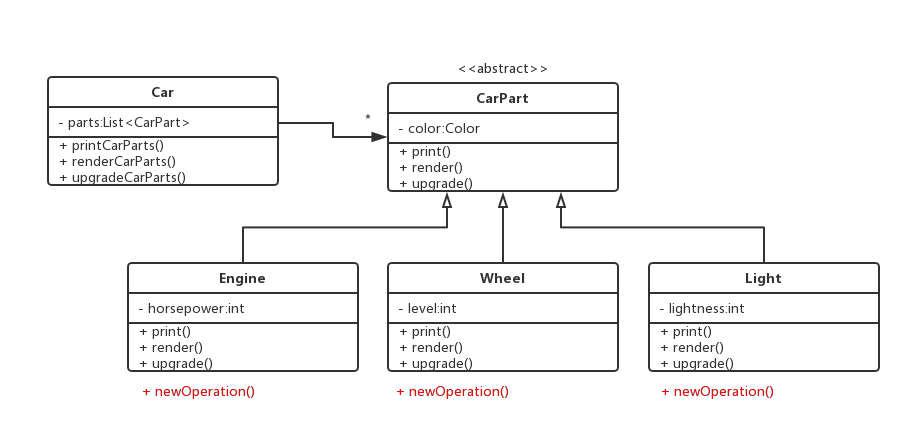 <<abstract>>
Car
- parts:List<CarPart>
+ printCarParts()
+ renderCarParts()
+ upgradeCarParts()
*
CarPart
- color:Color
+ print()
+ render()
+ upgrade()
Engine
- horsepower:int
+ print()
+ render()
+ upgrade()
+ newOperation()
Wheel
- level:int
+ print()
+ render()
+ upgrade()
+ newOperation()
Light
- lightness:int
+ print()
+ render()
+ upgrade()
+ newOperation()